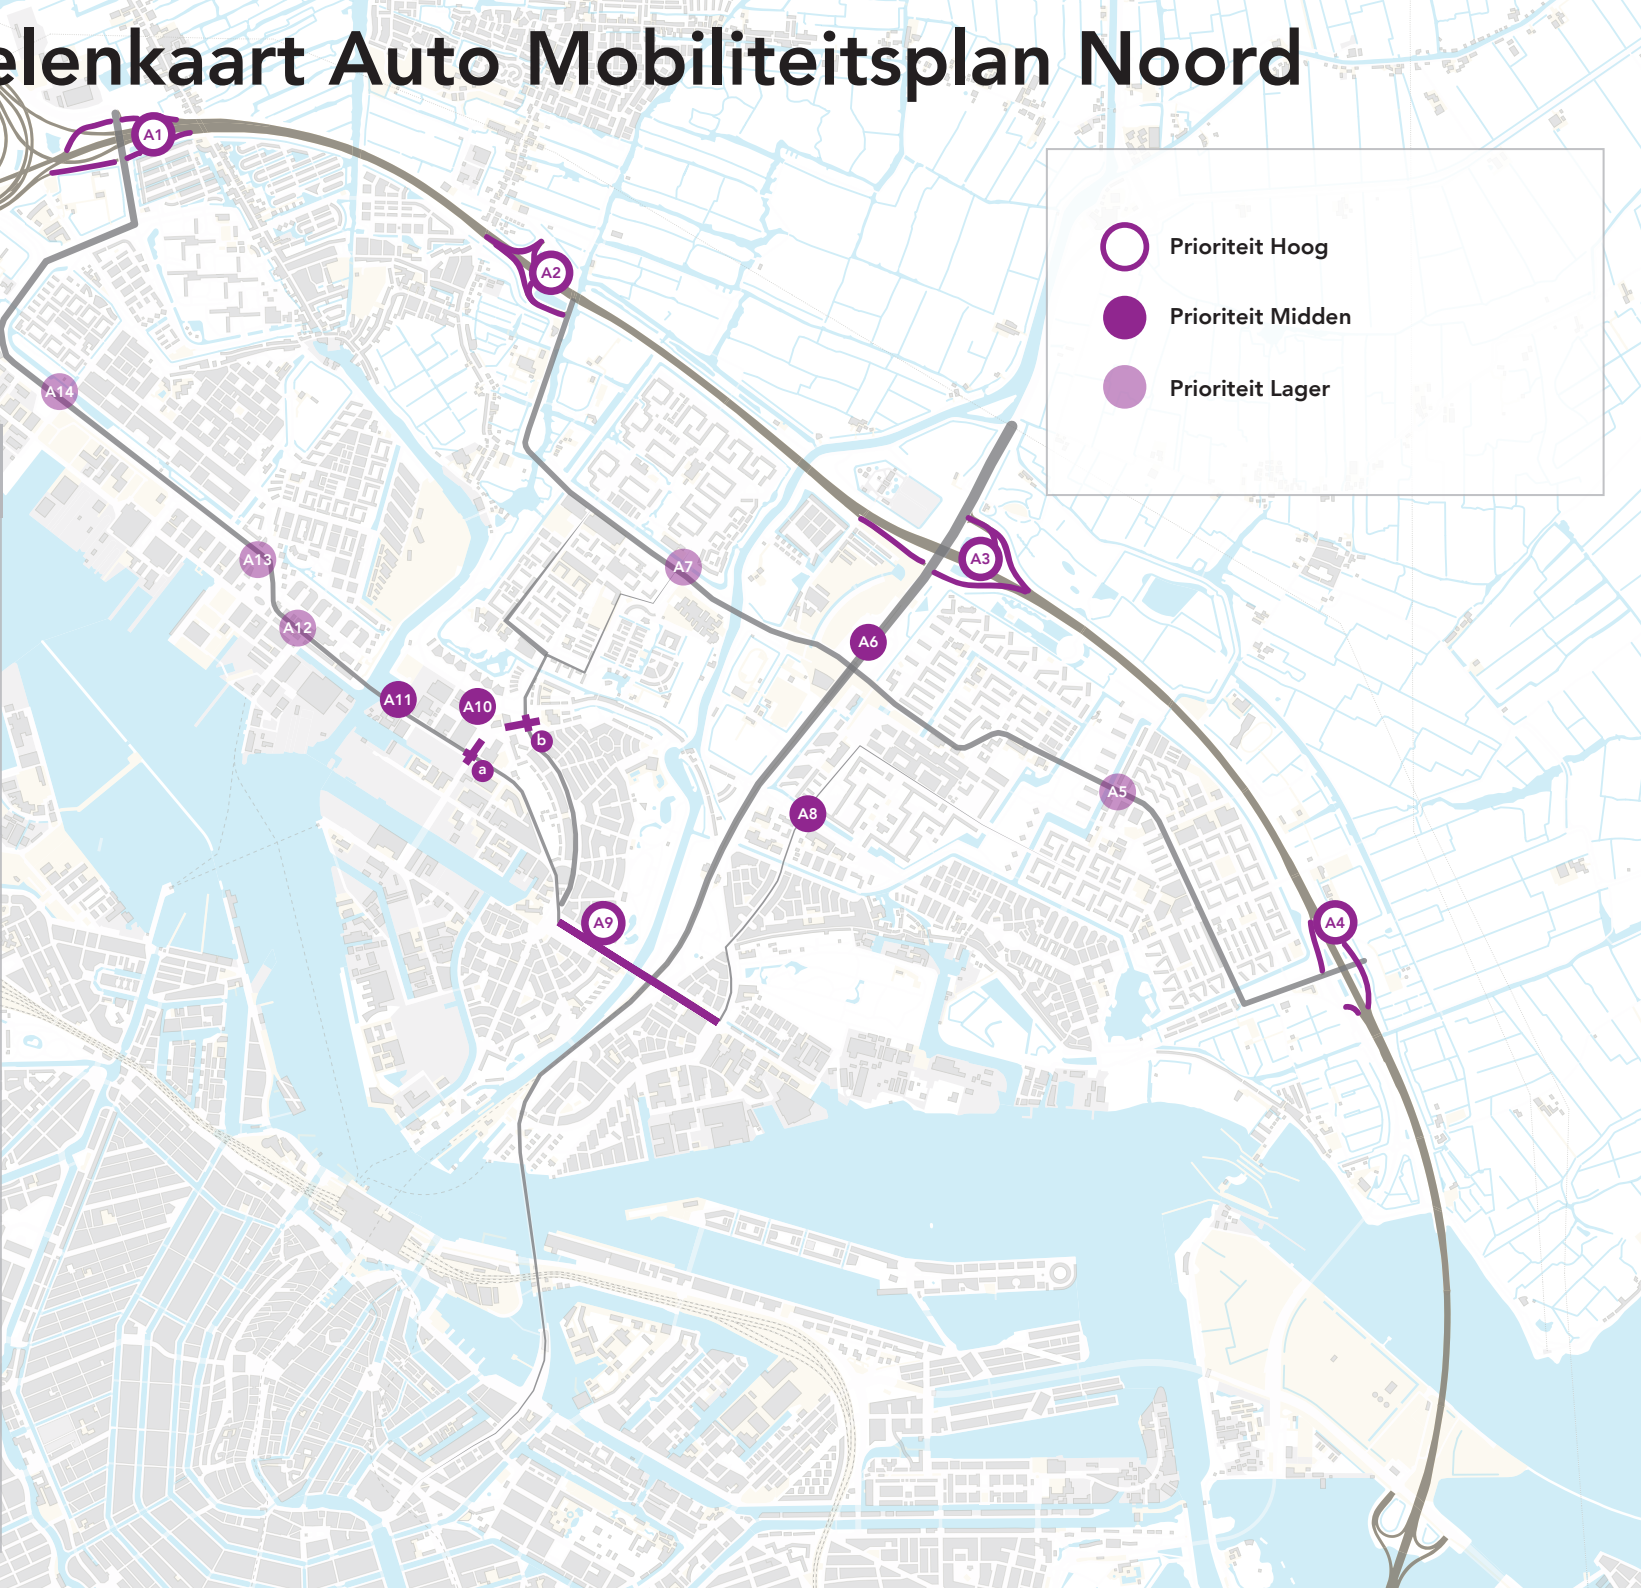 elenkaart Auto Mobiliteitsplan Noord
A1
Prioriteit Hoog
A2
Prioriteit Midden
Prioriteit Lager
A14
A3
A13
A7
A12
A6
A11
A10
b
a
A5
A8
A9
A4